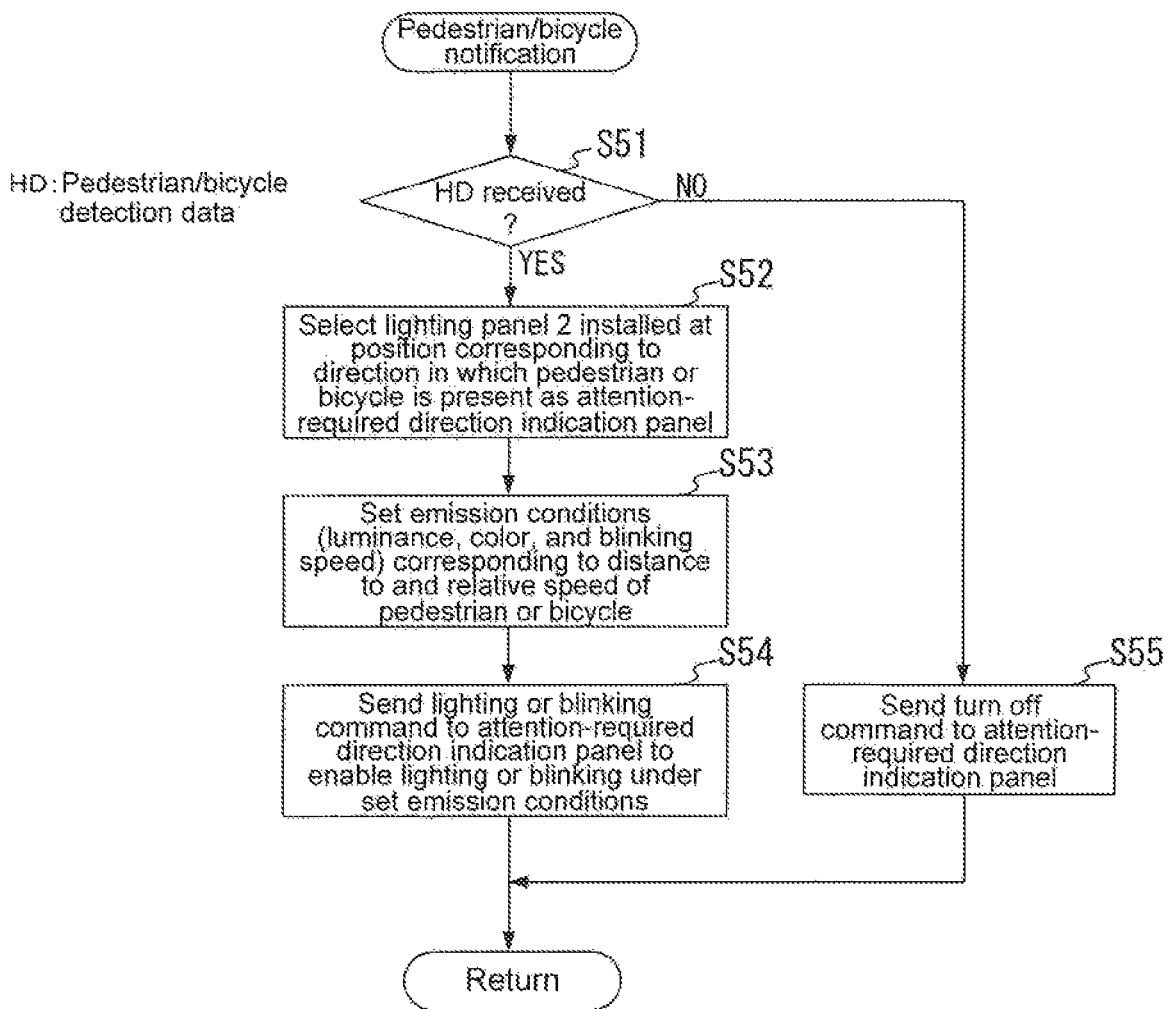 Pedestrian/bicycle
notification
S51
HD:Pedestrian/bicycle
detection data
HD received
?
NO
YES
S52
Select lighting panel 2 installed at
position corresponding to
direction in which pedestrian or
bicycle is present as attention-
required direction indication panel
S53
Set emission conditions
(luminance, color, and blinking
speed) corresponding to distance
to and relative speed of
pedestrian or bicycle
S54
Send lighting or blinking
command to attention-required
direction indication panel to
enable lighting or blinking under
set emission conditions
S55
Send turn off
command to attention-
required direction
indication panel
Return